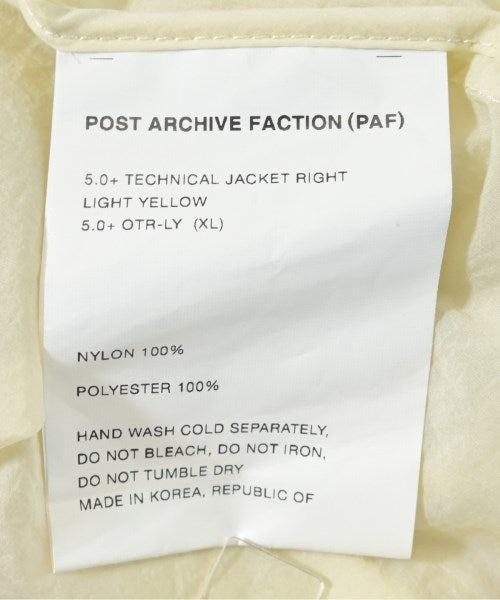 POST ARCHIVE FACTION (PAF)
5.0+ TECHNICAL JACKET RIGHT
LIGHT YELLOW
5.0+ OTR-LY (XL)
NYLON 100%
POLYESTER 100%
HAND WASH COLD SEPARATELY,
DO NOT BLEACH, DO NOT IRON,
DO NOT TUMBLE DRY
MADE IN KOREA, REPUBLIC OF